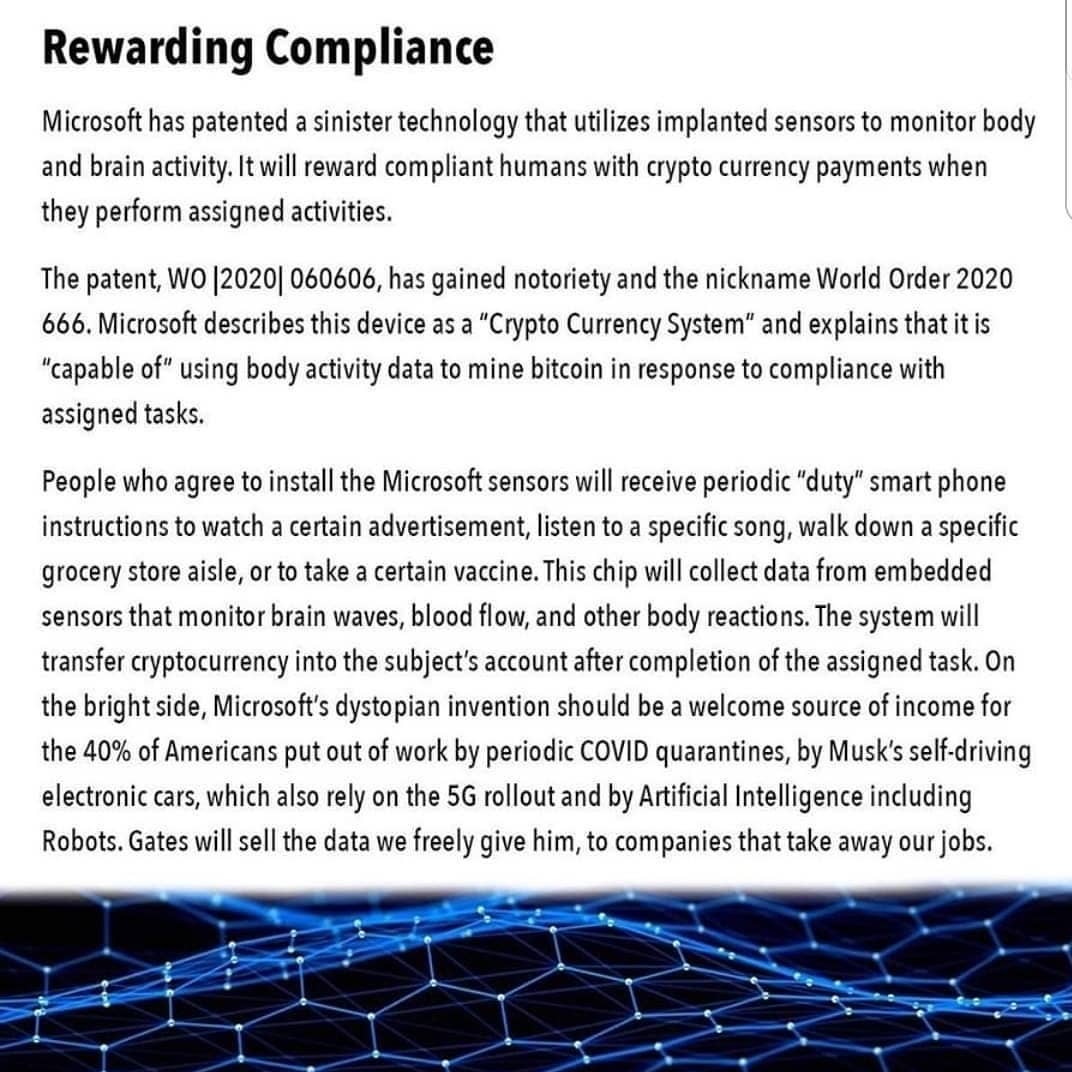 Rewarding Compliance
Microsoft has patented a sinister technology that utilizes implanted sensors to monitor body
and brain activity. It will reward compliant humans with crypto currency payments when
they perform assigned activities.
The patent, WO |2020| 060606, has gained notoriety and the nickname World Order 2020
666. Microsoft describes this device as a "Crypto Currency System" and explains that it is
"capable of" using body activity data to mine bitcoin in response to compliance with
assigned tasks.
People who agree to install the Microsoft sensors will receive periodic "duty" smart phone
instructions to watch a certain advertisement, listen to a specific song, walk down a specific
grocery store aisle, or to take a certain vaccine. This chip will collect data from embedded
sensors that monitor brain waves, blood flow, and other body reactions. The system will
transfer cryptocurrency into the subject's account after completion of the assigned task. On
the bright side, Microsoft's dystopian invention should be a welcome source of income for
the 40% of Americans put out of work by periodic COVID quarantines, by Musk's self-driving
electronic cars, which also rely on the 5G rollout and by Artificial Intelligence including
Robots. Gates will sell the data we freely give him, to companies that take away our jobs.